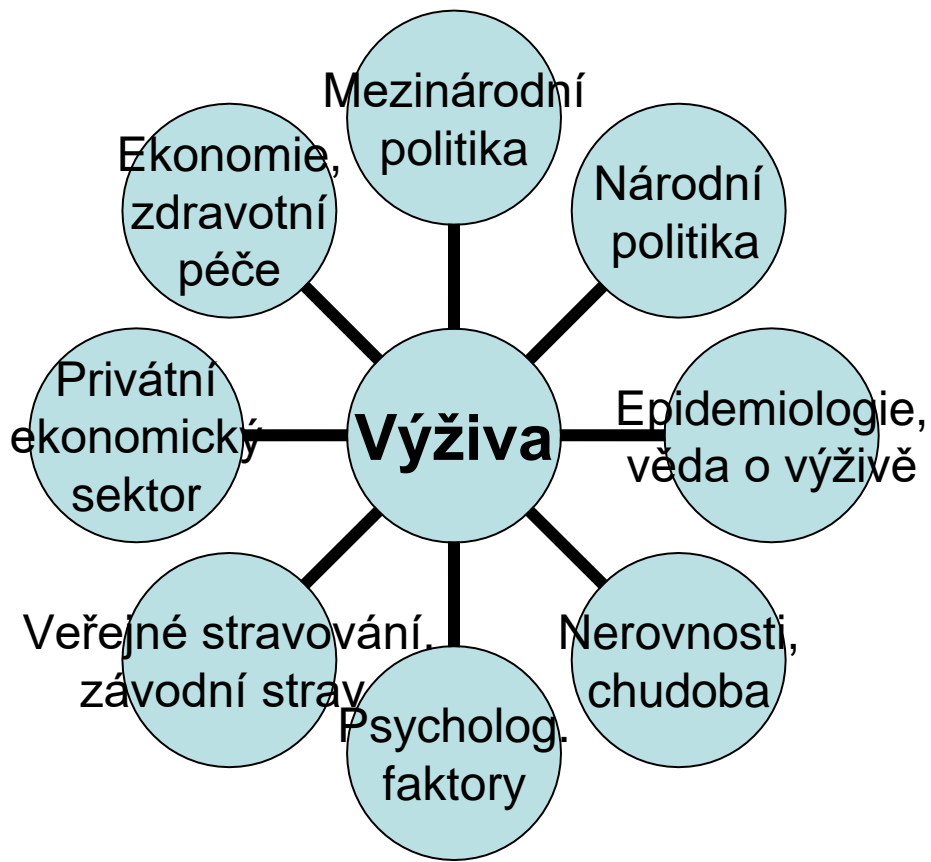 Mezinárodní
politika
Národní
politika
Epidemiologie,
věda o výživě
Nerovnosti,
chudoba
Psycholog.
faktory
Veřejné stravování,
závodní strav
Privátní
ekonomický
sektor
Ekonomie,
zdravotní
péče
Výživa